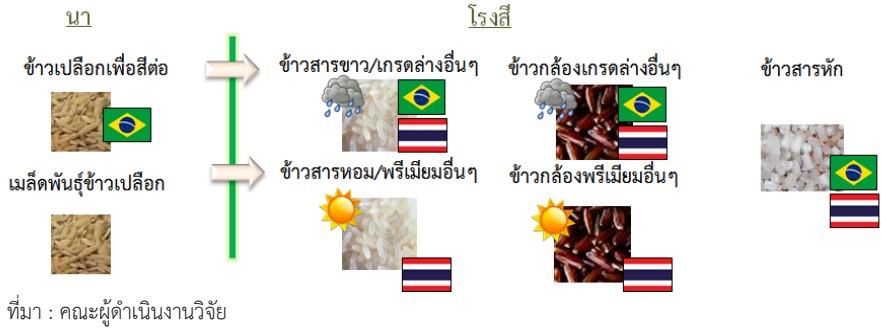 นา
โรงสี
ข้าวเปลือกเพื่อสีต่อ
ข้าวสารขาว/เกรดล่างอื่นๆ
ข้าวกล้องเกรดล่างอื่นๆ
ข้าวสารหัก
เมล็ดพันธุ์ข้าวเปลือก
ข้าวสารหอม/พรีเมียมอื่นๆ
ข้าวกล้องพรีเมียมอื่นๆ
ที่มา : คณะผู้ดำเนินงานวิจัย